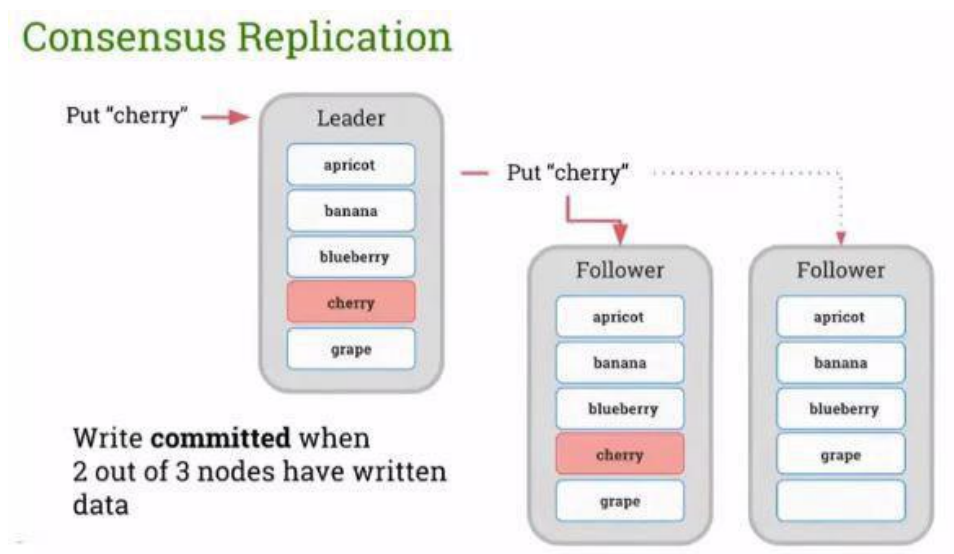 Consensus Replication
Put "cherry"
Leader
apricot
banana
blueberry
cherry
grape
Put "cherry"
Follower
apricot
banana
blueberry
cherry
grape
Follower
apricot
banana
blueberry
grape
Write committed when
2 out of 3 nodes have written
data